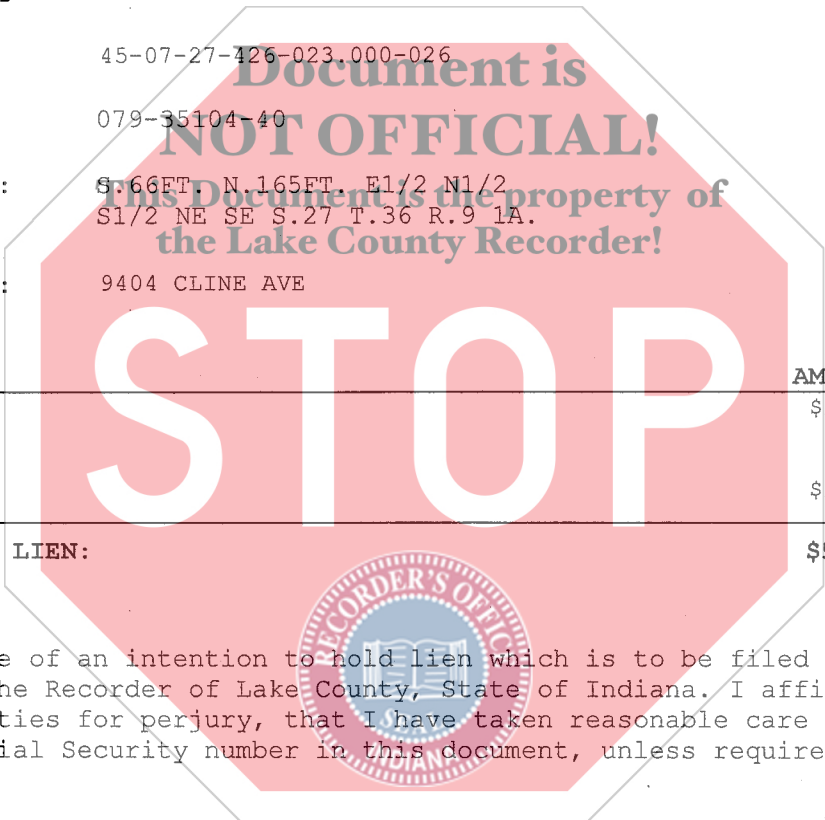 45-07-27-426-023.000-026
Document is
079-35104-40
NOT OFFICIAL!
: S.66FT. N.165FT. E1/2 N1/2
This Document is the property of
S1/2 NE SE S.27 T.36 R.9 1A.
the Lake County Recorder!
: 9404 CLINE AVE
STOP
AM
$
$
LIEN: $
RECORDER'S OFFICE
e of an intention to hold lien which is to be filed
he Recorder of Lake County, State of Indiana. I affi
ties for perjury, that I have taken reasonable care
SEAL
ial Security number in this document, unless require
INDIANA